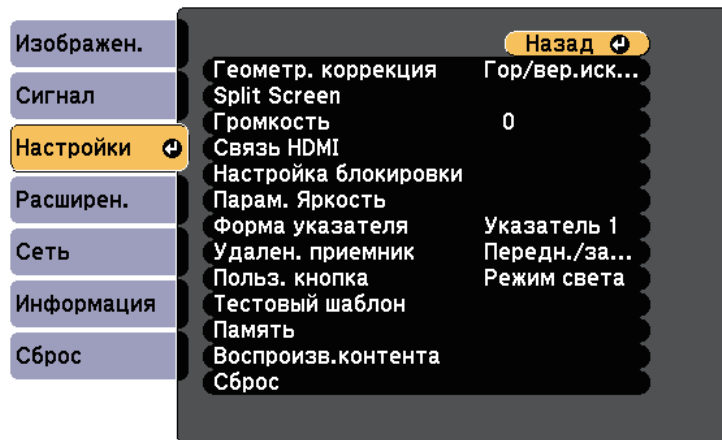 Изображен.
Сигнал
Настройки
Расширен.
Сеть
Информация
Сброс
Назад
Геометр. коррекция Гор/вер.иск...
Split Screen
Громкость 0
Связь HDMI
Настройка блокировки
Парам. Яркость
Форма указателя Указатель 1
Удален. приемник Передн./за...
Польз. кнопка Режим света
Тестовый шаблон
Память
Воспроизв.контента
Сброс